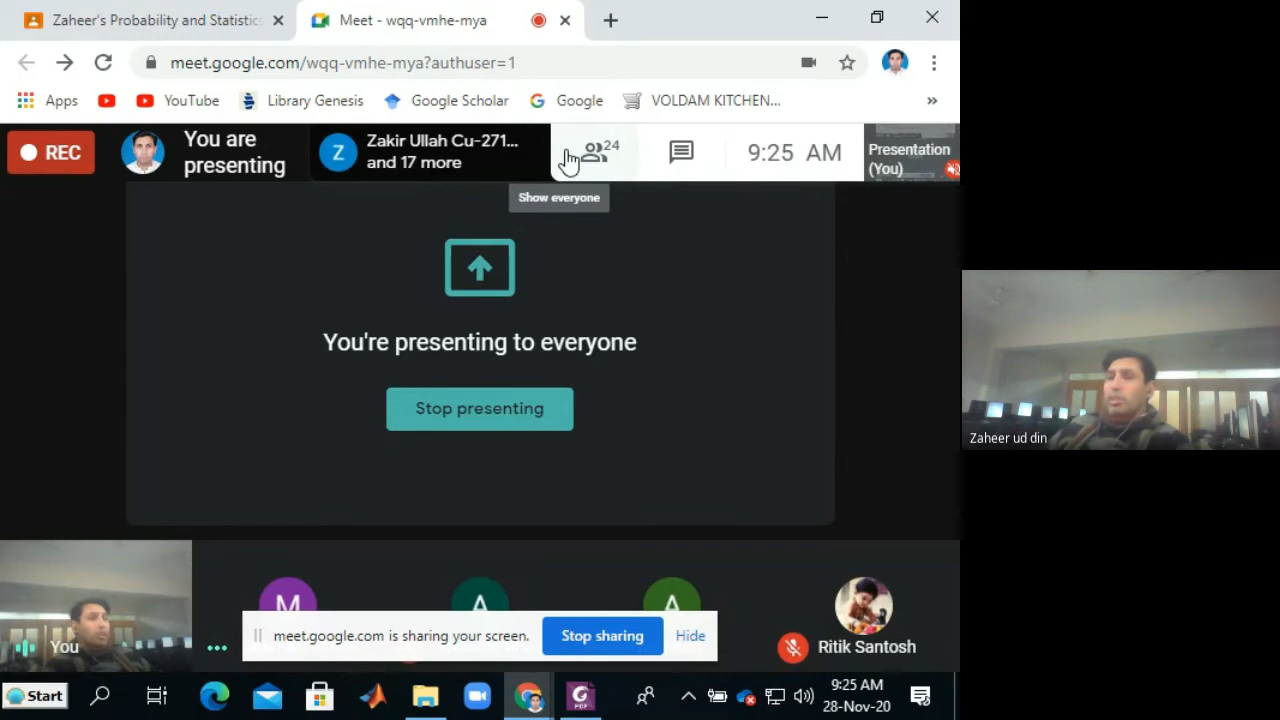 Zaheer's Probability and Statistics
Meet - wqq-vmhe-mya
meet.google.com/wqq-vmhe-mya?authuser=1
Apps
YouTube
Library Genesis
Google Scholar
Google
VOLDAM KITCHEN...
»
REC
You are
presenting
Z
Zakir Ullah Cu-271...
and 17 more
24
9:25 AM
Presentation
(You)
Show everyone
You're presenting to everyone
Stop presenting
Zaheer ud din
M
A
A
You
meet.google.com is sharing your screen.
Stop sharing
Hide
Ritik Santosh
Start
9:25 AM
28-Nov-20